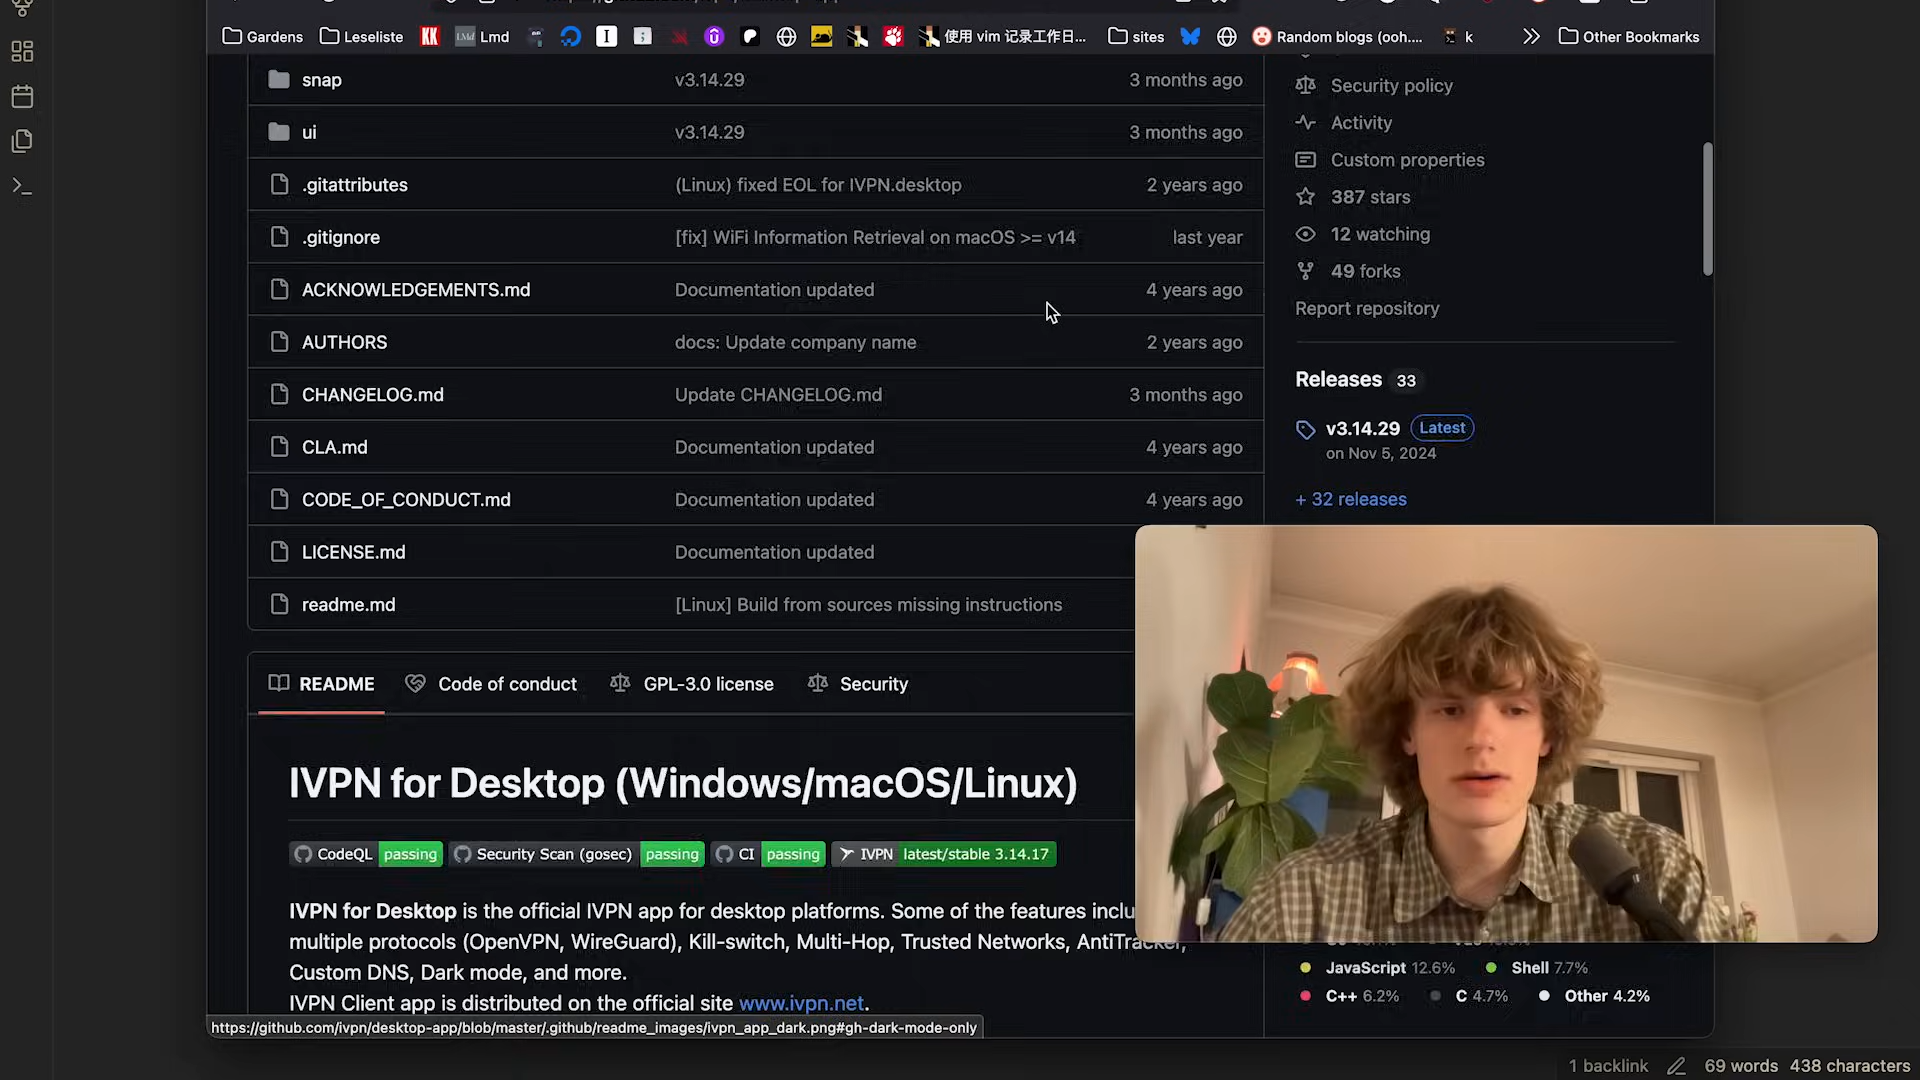 Gardens
Leseliste
KK
LMd Lmd
使用 vim 记录工作日...
sites
Random blogs (ooh....
k
Other Bookmarks
snap v3.14.29 3 months ago
ui v3.14.29 3 months ago
.gitattributes (Linux) fixed EOL for IVPN.desktop 2 years ago
.gitignore [fix] WiFi Information Retrieval on macOS >= v14 last year
ACKNOWLEDGEMENTS.md Documentation updated 4 years ago
AUTHORS docs: Update company name 2 years ago
CHANGELOG.md Update CHANGELOG.md 3 months ago
CLA.md Documentation updated 4 years ago
CODE_OF_CONDUCT.md Documentation updated 4 years ago
LICENSE.md Documentation updated
readme.md [Linux] Build from sources missing instructions
Security policy
Activity
Custom properties
387 stars
12 watching
49 forks
Report repository
Releases 33
v3.14.29 Latest
on Nov 5, 2024
+ 32 releases
README Code of conduct GPL-3.0 license Security
IVPN for Desktop (Windows/macOS/Linux)
CodeQL passing Security Scan (gosec) passing CI passing IVPN latest/stable 3.14.17
IVPN for Desktop is the official IVPN app for desktop platforms. Some of the features inclu
multiple protocols (OpenVPN, WireGuard), Kill-switch, Multi-Hop, Trusted Networks, AntiTracker,
Custom DNS, Dark mode, and more.
IVPN Client app is distributed on the official site www.ivpn.net.
JavaScript 12.6% Shell 7.7%
C++ 6.2% C 4.7% Other 4.2%
https://github.com/ivpn/desktop-app/blob/master/.github/readme_images/ivpn_app_dark.png#gh-dark-mode-only
1 backlink 69 words 438 characters